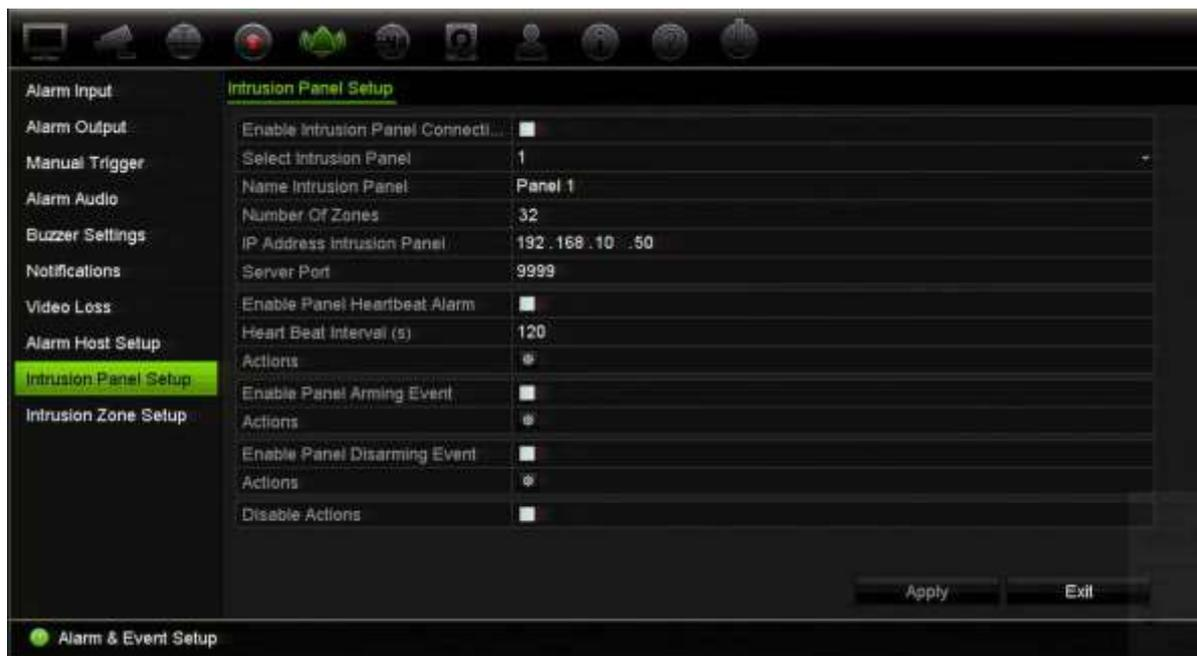 Alarm Input
Alarm Output
Manual Trigger
Alarm Audio
Buzzer Settings
Notifications
Video Loss
Alarm Host Setup
Intrusion Panel Setup
Intrusion Zone Setup
Intrusion Panel Setup
Enable Intrusion Panel Connecti...
Select Intrusion Panel 1
Name Intrusion Panel Panel 1
Number Of Zones 32
IP Address Intrusion Panel 192 .168 .10 .50
Server Port 9999
Enable Panel Heartbeat Alarm
Heart Beat Interval (s) 120
Actions
Enable Panel Arming Event
Actions
Enable Panel Disarming Event
Actions
Disable Actions
Apply Exit
Alarm & Event Setup